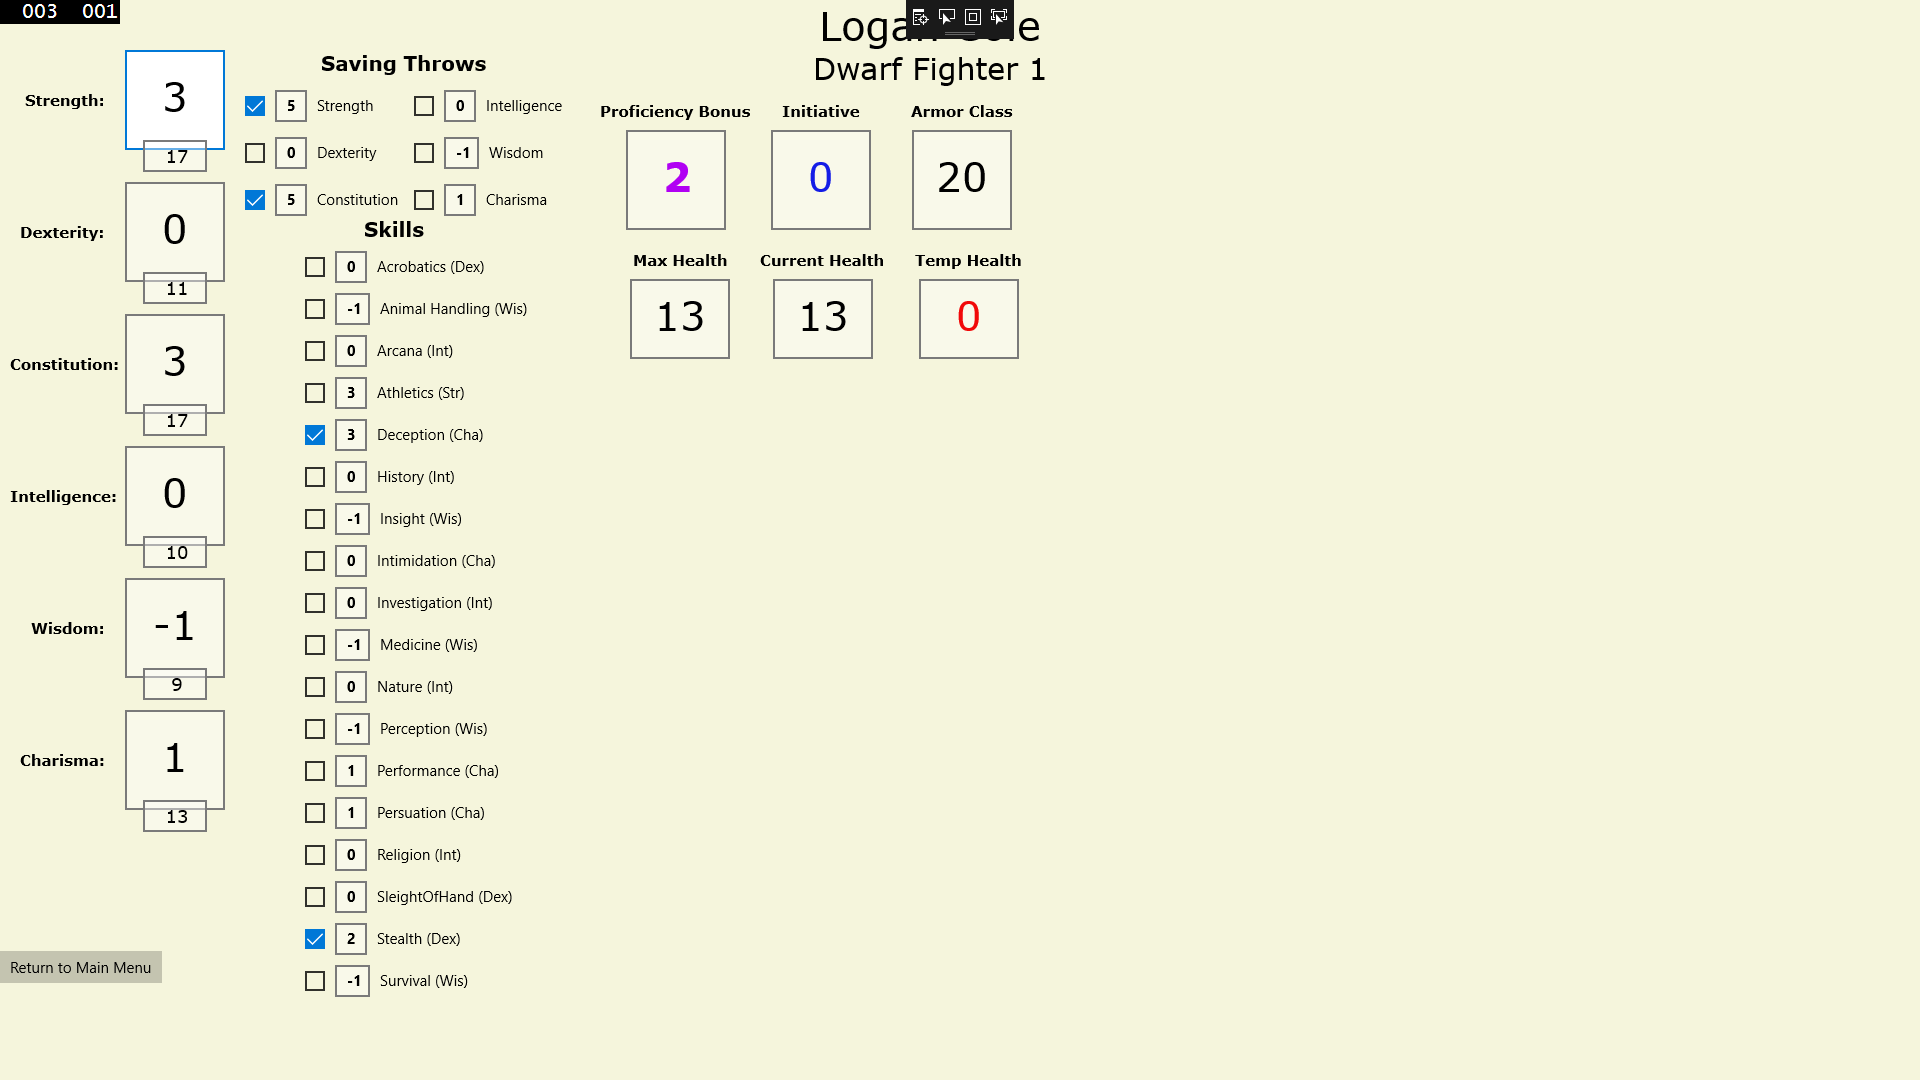 003 001
Dwarf Fighter 1
Strength:
3
17
Dexterity:
0
11
Constitution:
3
17
Intelligence:
0
10
Wisdom:
-1
9
Charisma:
1
13
Return to Main Menu
Saving Throws
5 Strength 0 Intelligence
0 Dexterity -1 Wisdom
5 Constitution 1 Charisma
Skills
0 Acrobatics (Dex)
-1 Animal Handling (Wis)
0 Arcana (Int)
3 Athletics (Str)
3 Deception (Cha)
0 History (Int)
-1 Insight (Wis)
0 Intimidation (Cha)
0 Investigation (Int)
-1 Medicine (Wis)
0 Nature (Int)
-1 Perception (Wis)
1 Performance (Cha)
1 Persuation (Cha)
0 Religion (Int)
0 SleightOfHand (Dex)
2 Stealth (Dex)
-1 Survival (Wis)
Proficiency Bonus Initiative Armor Class
2 0 20
Max Health Current Health Temp Health
13 13 0